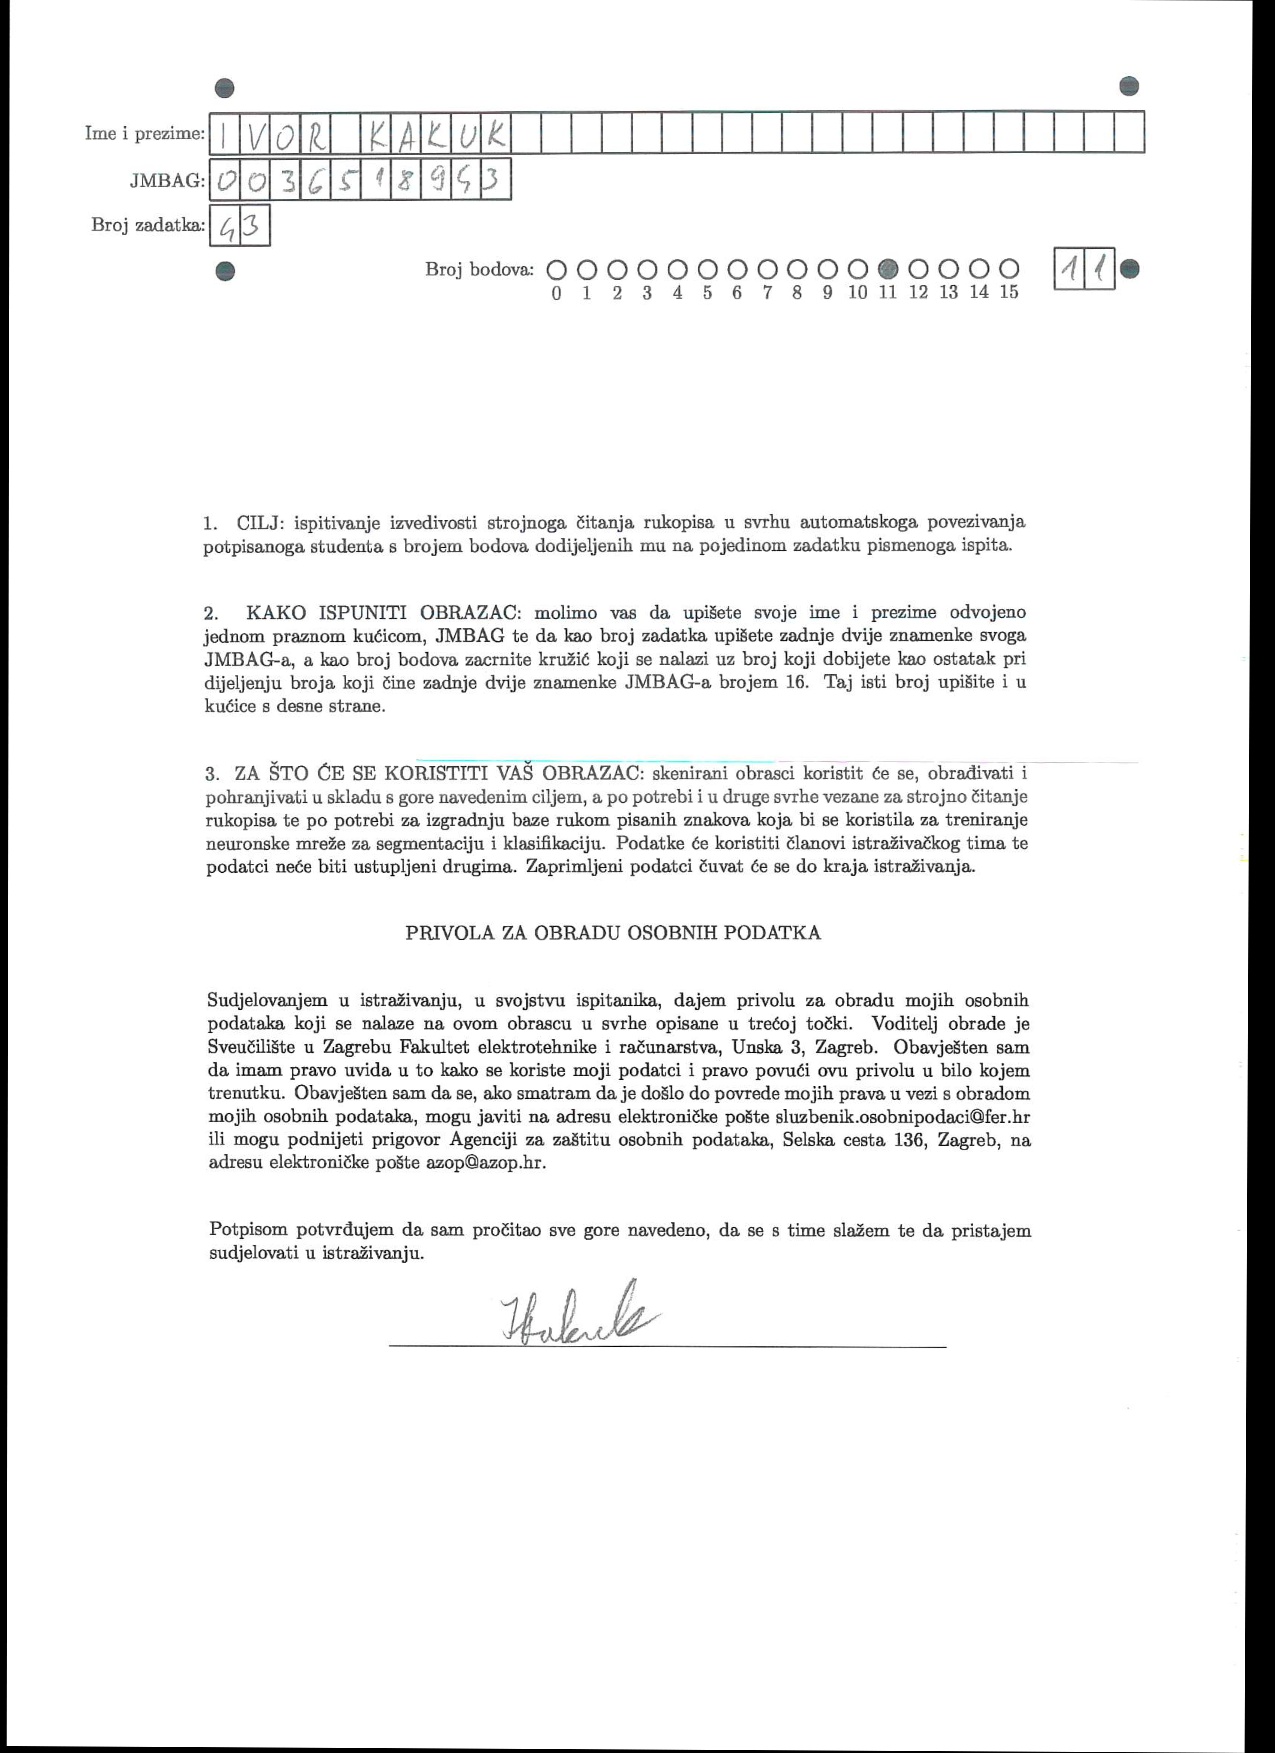 Ime i prezime: IVOR KAKUK
JMBAG: 0036518943
Broj zadatka: 43
Broj bodova: 11
0 1 2 3 4 5 6 7 8 9 10 11 12 13 14 15
1. CILJ: ispitivanje izvedivosti strojnoga čitanja rukopisa u svrhu automatskoga povezivanja
potpisanoga studenta s brojem bodova dodijeljenih mu na pojedinom zadatku pismenoga ispita.
2. KAKO ISPUNITI OBRAZAC: molimo vas da upišete svoje ime i prezime odvojeno
jednom praznom kućicom, JMBAG te da kao broj zadatka upišete zadnje dvije znamenke svoga
JMBAG-a, a kao broj bodova zacrnite kružić koji se nalazi uz broj koji dobijete kao ostatak pri
dijeljenju broja koji čine zadnje dvije znamenke JMBAG-a brojem 16. Taj isti broj upišite i u
kućice s desne strane.
3. ZA ŠTO ĆE SE KORISTITI VAŠ OBRAZAC: skenirani obrasci koristit će se, obrađivati i
pohranjivati u skladu s gore navedenim ciljem, a po potrebi i u druge svrhe vezane za strojno čitanje
rukopisa te po potrebi za izgradnju baze rukom pisanih znakova koja bi se koristila za treniranje
neuronske mreže za segmentaciju i klasifikaciju. Podatke će koristiti članovi istraživačkog tima te
podatci neće biti ustupljeni drugima. Zaprimljeni podatci čuvat će se do kraja istraživanja.
PRIVOLA ZA OBRADU OSOBNIH PODATKA
Sudjelovanjem u istraživanju, u svojstvu ispitanika, dajem privolu za obradu mojih osobnih
podataka koji se nalaze na ovom obrascu u svrhe opisane u trećoj točki. Voditelj obrade je
Sveučilište u Zagrebu Fakultet elektrotehnike i računarstva, Unska 3, Zagreb. Obavješten sam
da imam pravo uvida u to kako se koriste moji podatci i pravo povući ovu privolu u bilo kojem
trenutku. Obavješten sam da se, ako smatram da je došlo do povrede mojih prava u vezi s obradom
mojih osobnih podataka, mogu javiti na adresu elektroničke pošte sluzbenik.osobnipodaci@fer.hr
ili mogu podnijeti prigovor Agenciji za zaštitu osobnih podataka, Selska cesta 136, Zagreb, na
adresu elektroničke pošte azop@azop.hr.
Potpisom potvrđujem da sam pročitao sve gore navedeno, da se s time slažem te da pristajem
sudjelovati u istraživanju.
IKakuk